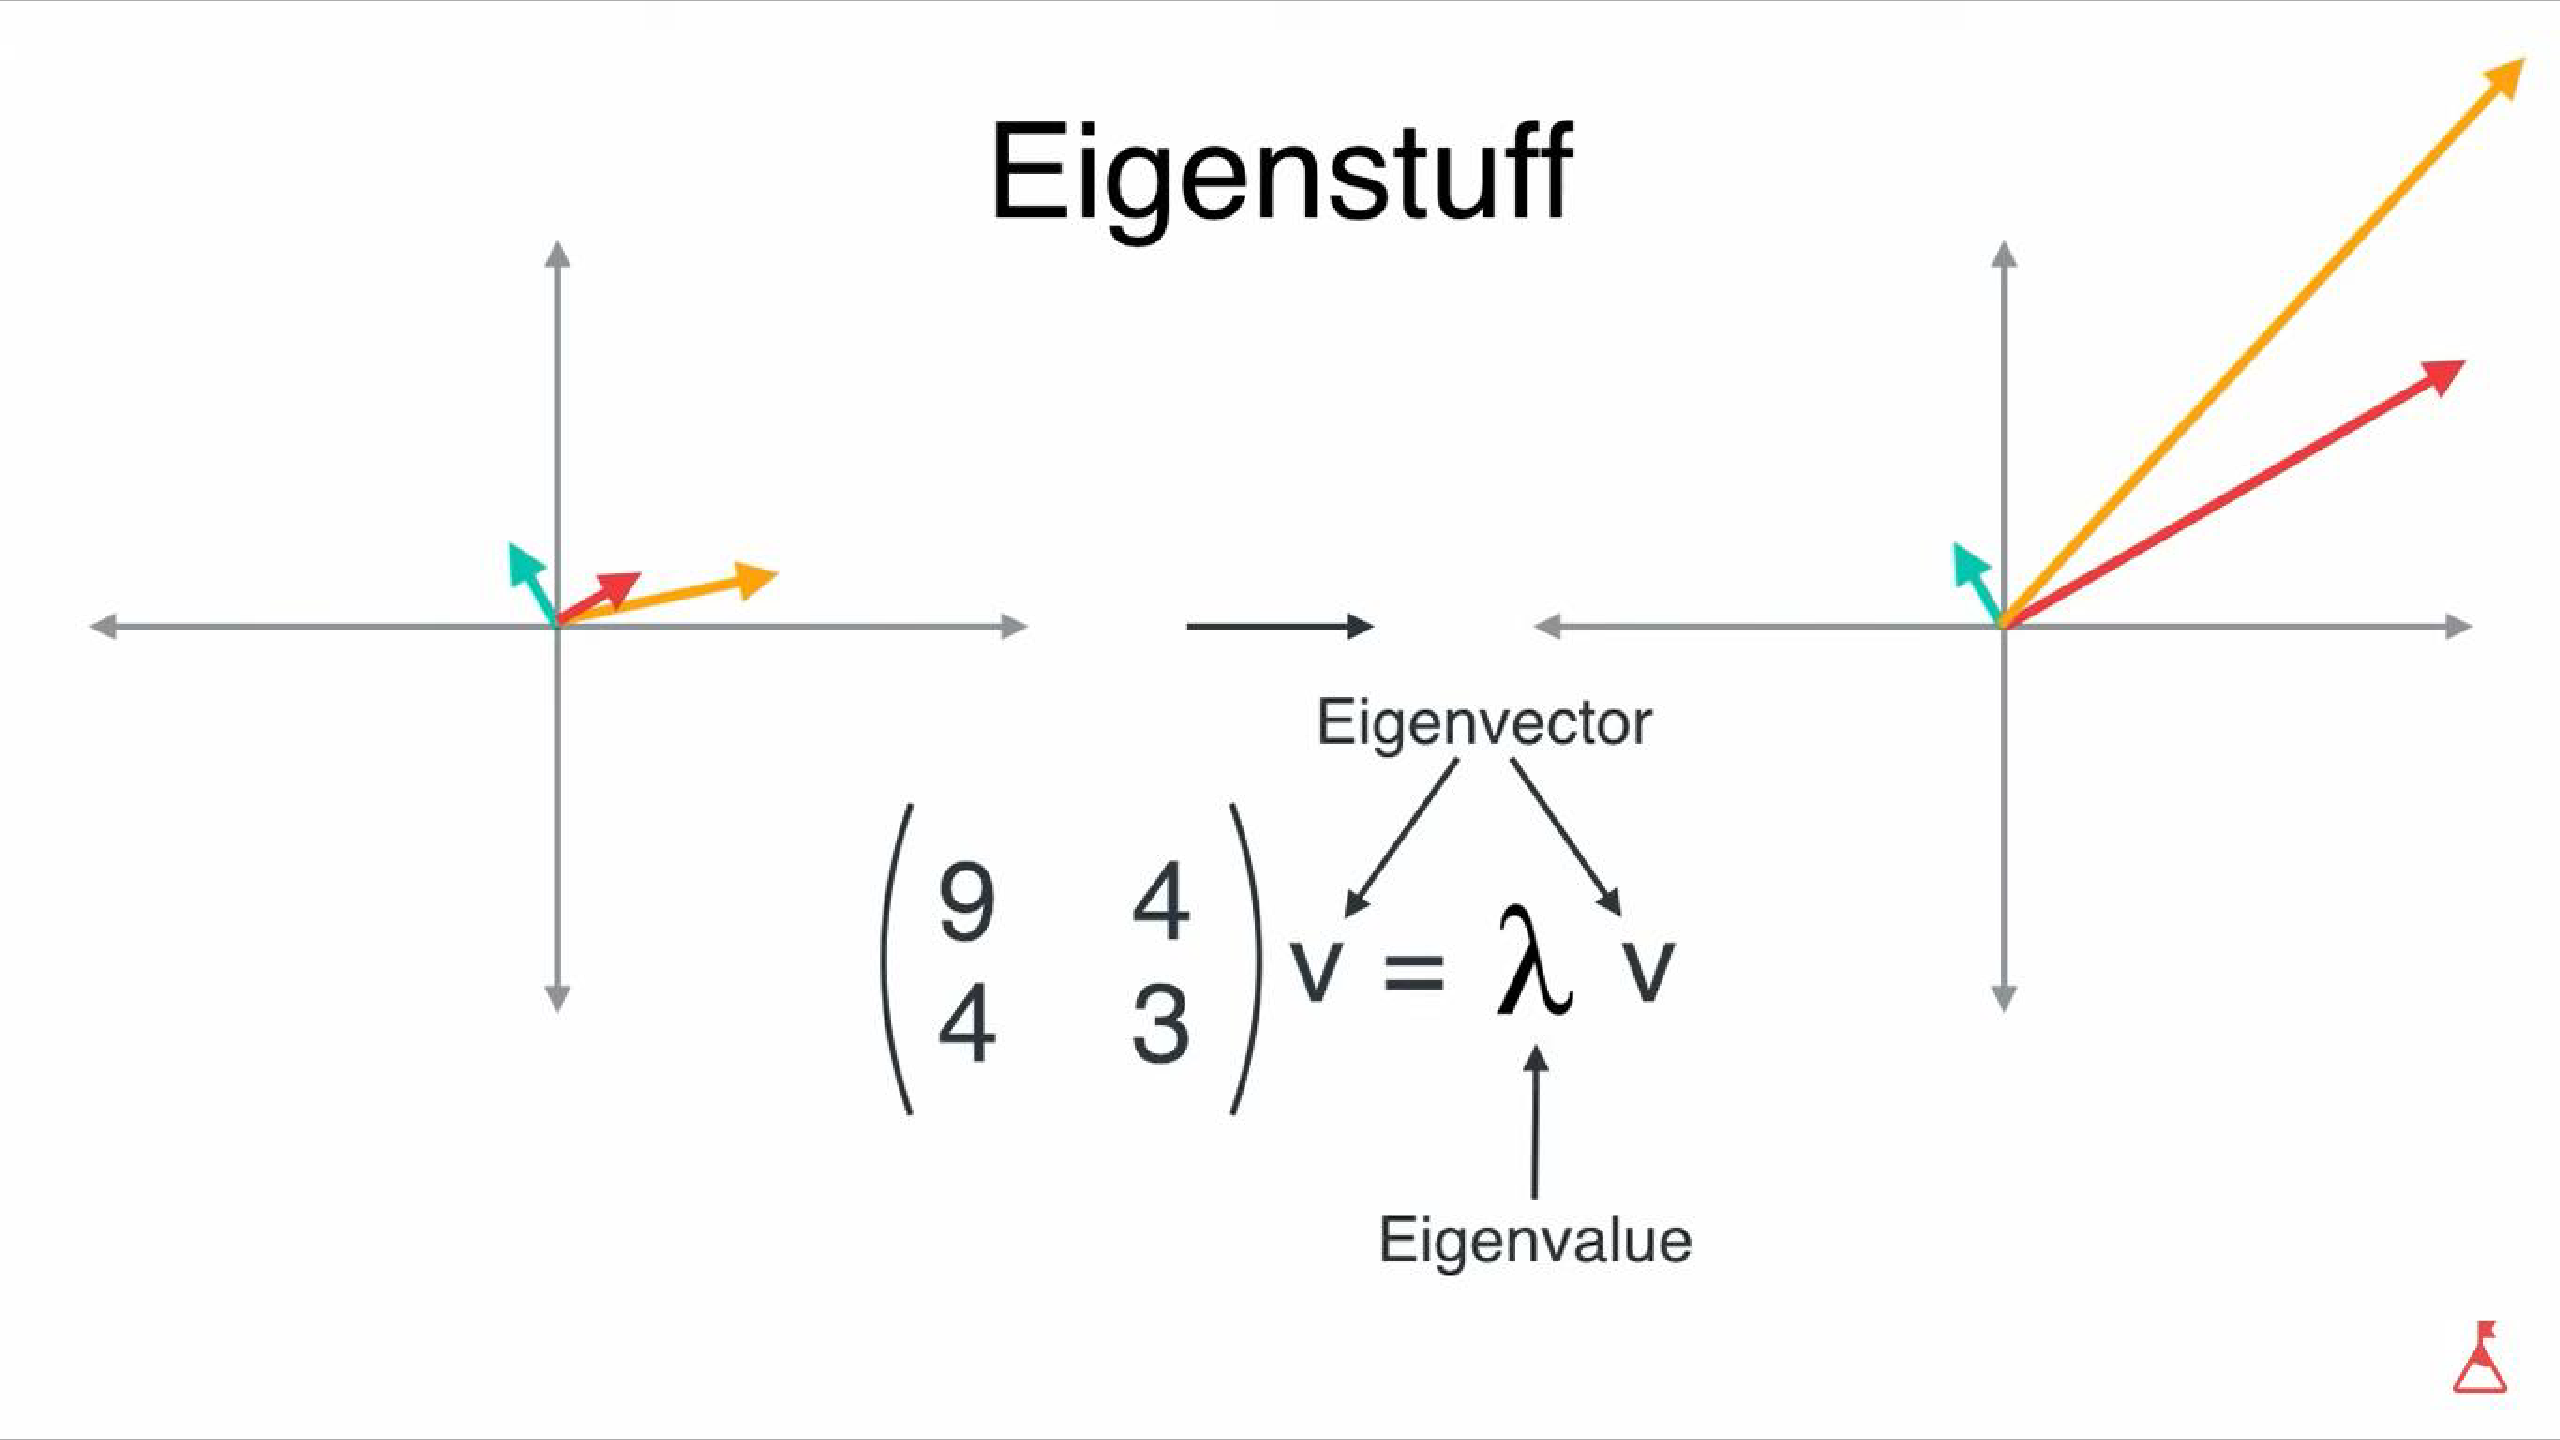 Eigenstuff
Eigenvector
9 4
4 3
v = λ v
Eigenvalue